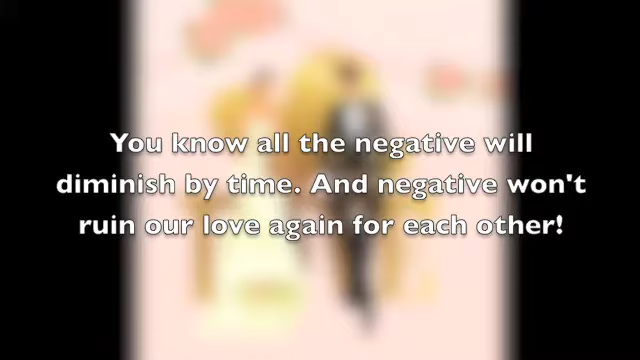 You know all the negative will
diminish by time. And negative won't
ruin our love again for each other!